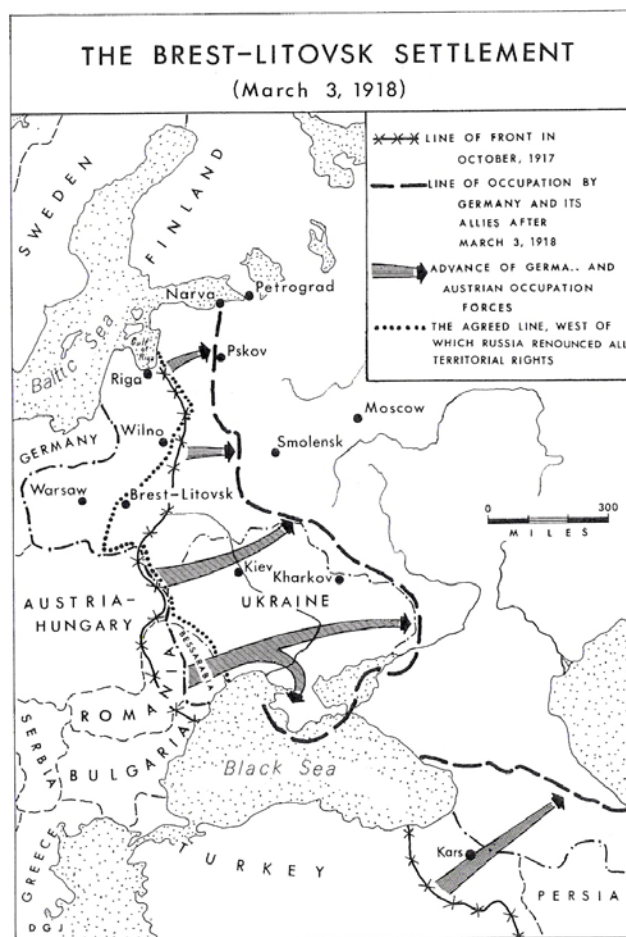 THE BREST–LITOVSK SETTLEMENT
(March 3, 1918)
LINE OF FRONT IN
OCTOBER, 1917
LINE OF OCCUPATION BY
GERMANY AND ITS
ALLIES AFTER
MARCH 3, 1918
ADVANCE OF GERMA.. AND
AUSTRIAN OCCUPATION
FORCES
THE AGREED LINE, WEST OF
WHICH RUSSIA RENOUNCED ALL
TERRITORIAL RIGHTS
SWEDEN
FINLAND
Baltic Sea
Narva
Petrograd
Gulf of Riga
Pskov
Riga
Moscow
GERMANY
Wilno
Smolensk
Warsaw
Brest–Litovsk
0 300
MILES
Kiev
Kharkov
AUSTRIA–
HUNGARY
UKRAINE
BESSARABIA
ROMANIA
SERBIA
BULGARIA
Black Sea
GREECE
TURKEY
Kars
PERSIA
DGJ